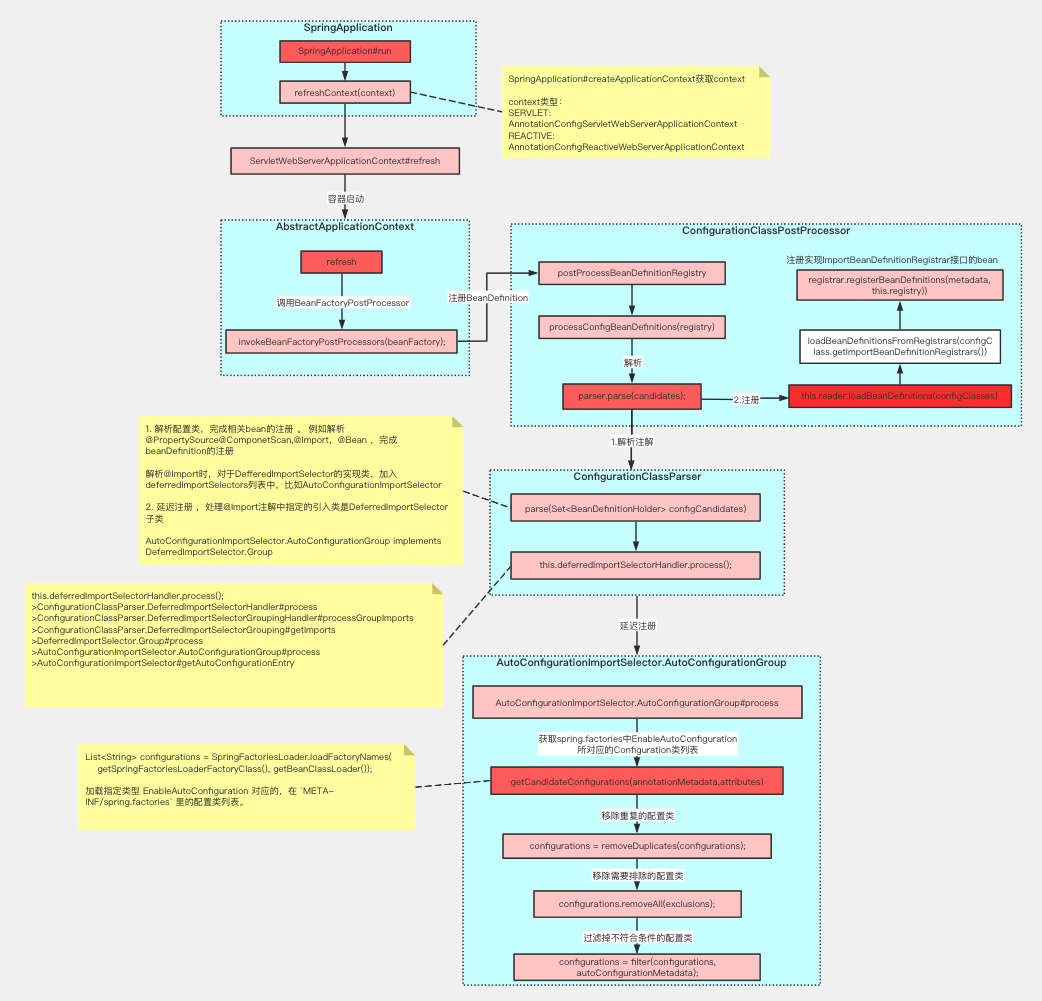 SpringApplication
SpringApplication#run
refreshContext(context)
SpringApplication#createApplicationContext获取context
context类型：
SERVLET:
AnnotationConfigServletWebServerApplicationContext
REACTIVE:
AnnotationConfigReactiveWebServerApplicationContext
ServletWebServerApplicationContext#refresh
容器启动
AbstractApplicationContext
refresh
调用BeanFactoryPostProcessor
invokeBeanFactoryPostProcessors(beanFactory);
注册BeanDefinition
ConfigurationClassPostProcessor
postProcessBeanDefinitionRegistry
processConfigBeanDefinitions(registry)
解析
parser.parse(candidates);
2.注册
注册实现ImportBeanDefinitionRegistrar接口的bean
registrar.registerBeanDefinitions(metadata,
this.registry))
loadBeanDefinitionsFromRegistrars(configC
lass.getImportBeanDefinitionRegistrars())
this.reader.loadBeanDefinitions(configClasses)
1.解析注解
1. 解析配置类，完成相关bean的注册 。 例如解析
@PropertySource@ComponetScan,@Import，@Bean ，完成
beanDefinition的注册
解析@Import时，对于DefferedImportSelector的实现类，加入
deferredImportSelectors列表中，比如AutoConfigurationImportSelector
2. 延迟注册 ，处理@Import注解中指定的引入类是DeferredImportSelector
子类
AutoConfigurationImportSelector.AutoConfigurationGroup implements
DeferredImportSelector.Group
ConfigurationClassParser
parse(Set<BeanDefinitionHolder> configCandidates)
this.deferredImportSelectorHandler.process();
this.deferredImportSelectorHandler.process();
>ConfigurationClassParser.DeferredImportSelectorHandler#process
>ConfigurationClassParser.DeferredImportSelectorGroupingHandler#processGroupImports
>ConfigurationClassParser.DeferredImportSelectorGrouping#getImports
>DeferredImportSelector.Group#process
>AutoConfigurationImportSelector.AutoConfigurationGroup#process
>AutoConfigurationImportSelector#getAutoConfigurationEntry
延迟注册
AutoConfigurationImportSelector.AutoConfigurationGroup
AutoConfigurationImportSelector.AutoConfigurationGroup#process
获取spring.factories中EnableAutoConfiguration
所对应的Configuration类列表
getCandidateConfigurations(annotationMetadata,attributes)
List<String> configurations = SpringFactoriesLoader.loadFactoryNames(
getSpringFactoriesLoaderFactoryClass(), getBeanClassLoader());
加载指定类型 EnableAutoConfiguration 对应的，在 `META-
INF/spring.factories` 里的配置类列表。
移除重复的配置类
configurations = removeDuplicates(configurations);
移除需要排除的配置类
configurations.removeAll(exclusions);
过滤掉不符合条件的配置类
configurations = filter(configurations,
autoConfigurationMetadata);